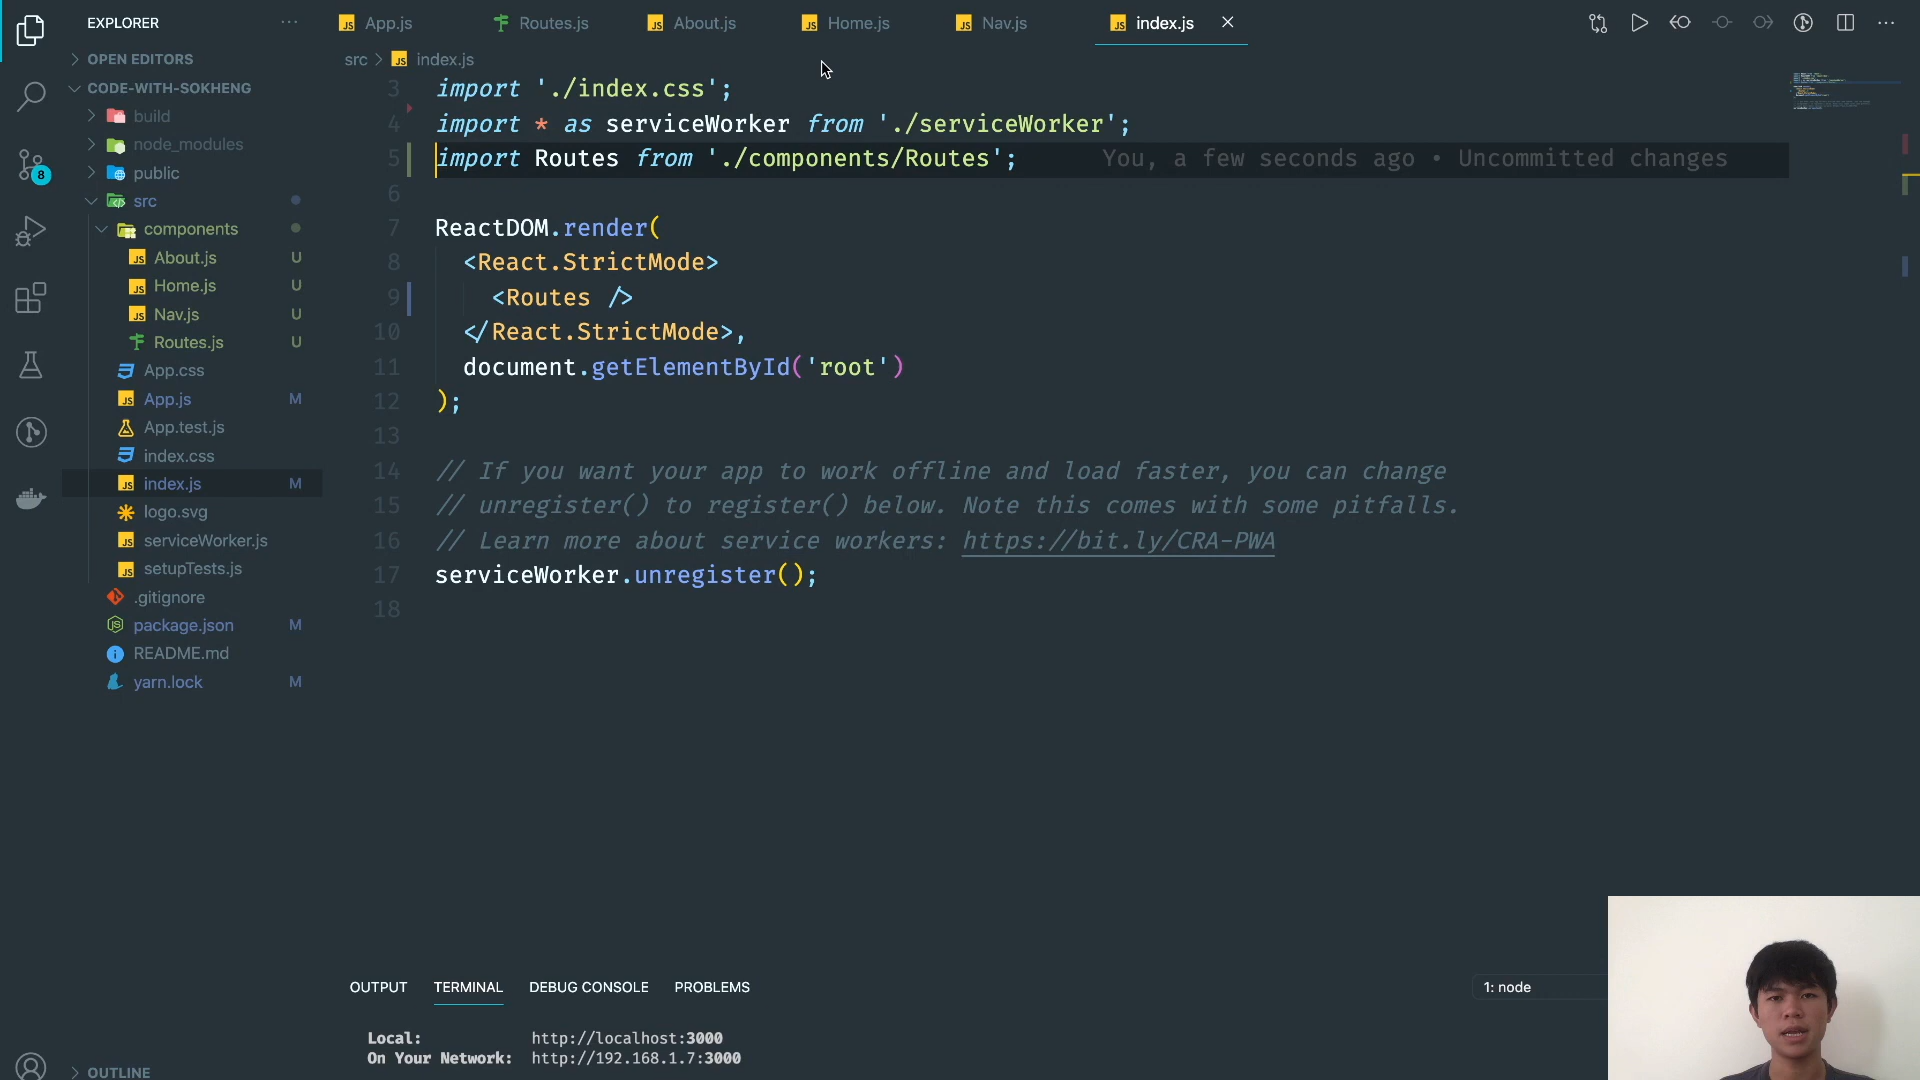 EXPLORER
App.js
Routes.js
About.js
Home.js
Nav.js
index.js
OPEN EDITORS
src
index.js
CODE-WITH-SOKHENG
build
node_modules
public
src
components
About.js U
Home.js U
Nav.js U
Routes.js U
App.css
App.js M
App.test.js
index.css
index.js M
logo.svg
serviceWorker.js
setupTests.js
.gitignore
package.json M
README.md
yarn.lock M
OUTLINE
8
3 import './index.css';
4 import * as serviceWorker from './serviceWorker';
5 import Routes from './components/Routes'; You, a few seconds ago • Uncommitted changes
6
7 ReactDOM.render(
8 <React.StrictMode>
9 <Routes />
10 </React.StrictMode>,
11 document.getElementById('root')
12 );
13
14 // If you want your app to work offline and load faster, you can change
15 // unregister() to register() below. Note this comes with some pitfalls.
16 // Learn more about service workers: https://bit.ly/CRA-PWA
17 serviceWorker.unregister();
18
OUTPUT TERMINAL DEBUG CONSOLE PROBLEMS
1: node
Local: http://localhost:3000
On Your Network: http://192.168.1.7:3000